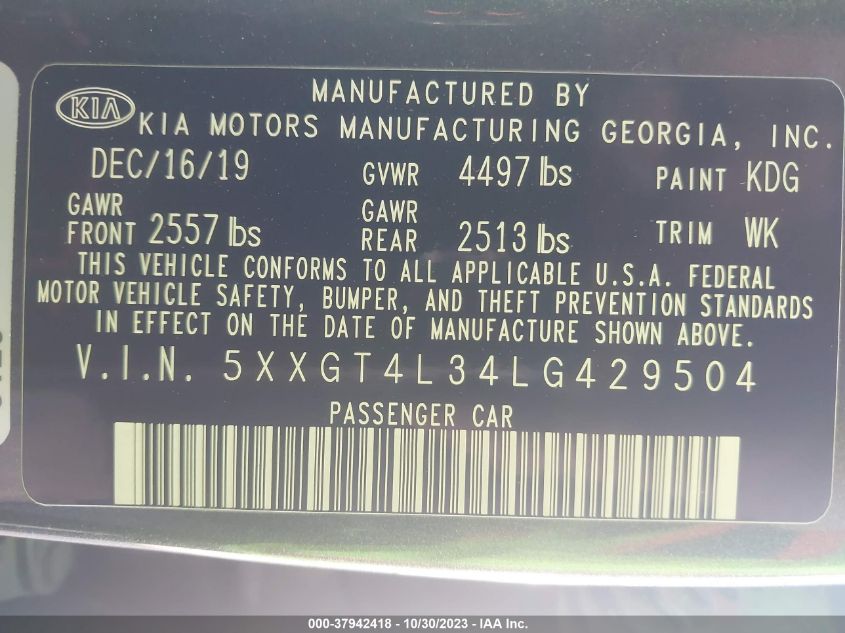 MANUFACTURED BY
KIA KIA MOTORS MANUFACTURING GEORGIA, INC.
DEC/16/19 GVWR 4497 lbs PAINT KDG
GAWR FRONT 2557 lbs GAWR REAR 2513 lbs TRIM WK
THIS VEHICLE CONFORMS TO ALL APPLICABLE U.S.A. FEDERAL
MOTOR VEHICLE SAFETY, BUMPER, AND THEFT PREVENTION STANDARDS
IN EFFECT ON THE DATE OF MANUFACTURE SHOWN ABOVE.
V.I.N. 5XXGT4L34LG429504
PASSENGER CAR
000-37942418 - 10/30/2023 - IAA Inc.